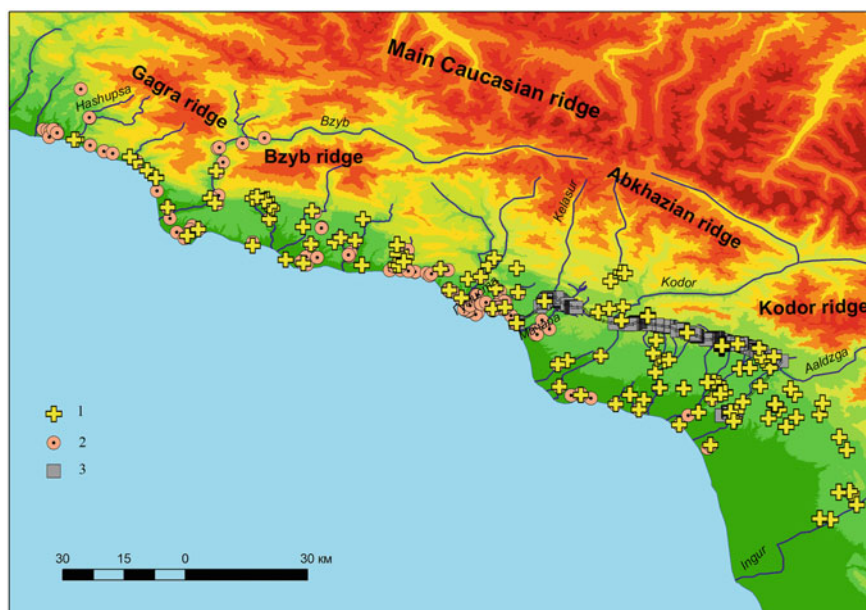 Main Caucasian ridge
Gagra ridge
Hashupsa
Bzyb
Bzyb ridge
Abkhazian ridge
Kelasur
Kodor
Kodor ridge
Aaldzga
Ingur
1
2
3
30 15 0 30 км